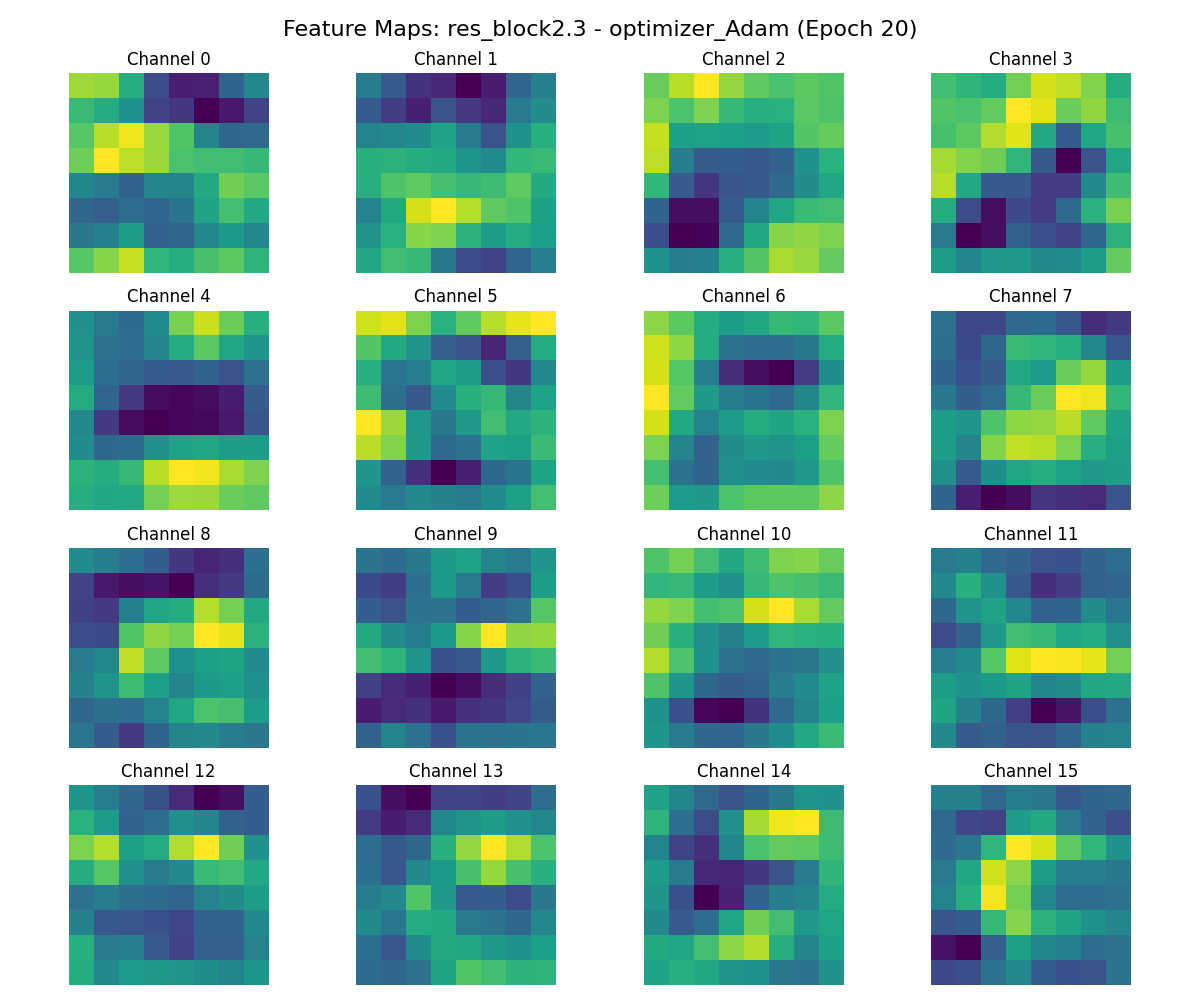 Feature Maps: res_block2.3 - optimizer_Adam (Epoch 20)
Channel 0
Channel 1
Channel 2
Channel 3
Channel 4
Channel 5
Channel 6
Channel 7
Channel 8
Channel 9
Channel 10
Channel 11
Channel 12
Channel 13
Channel 14
Channel 15